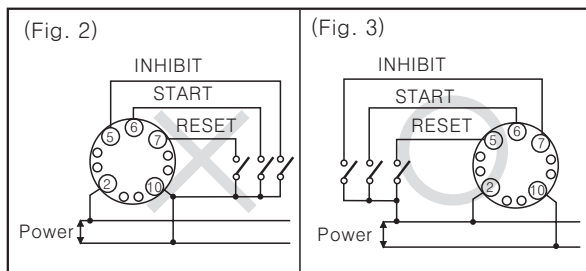 (Fig. 2)
INHIBIT
START
RESET
5
6
7
2
10
Power
(Fig. 3)
INHIBIT
START
RESET
5
6
7
2
10
Power